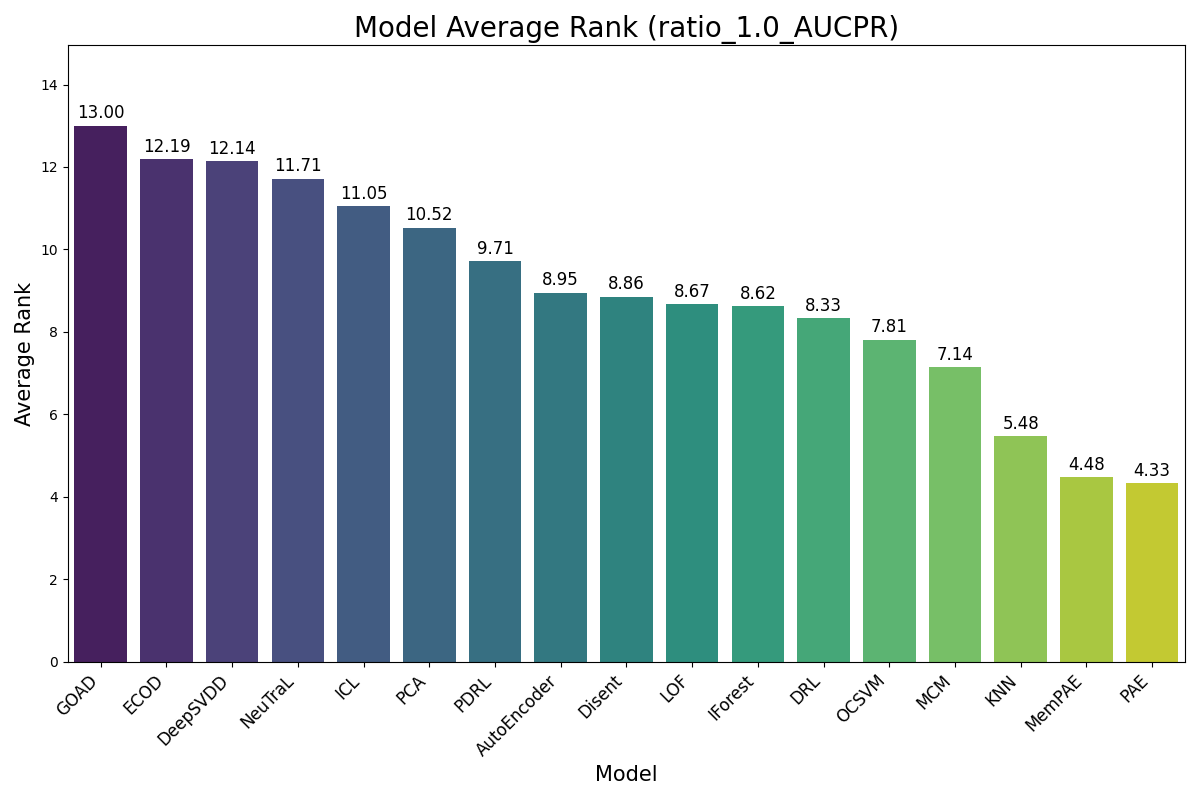 Model Average Rank (ratio_1.0_AUCPR)
Average Rank
14
12
10
8
6
4
2
0
13.00
12.19
12.14
11.71
11.05
10.52
9.71
8.95
8.86
8.67
8.62
8.33
7.81
7.14
5.48
4.48
4.33
GOAD
ECOD
DeepSVDD
NeuTraL
ICL
PCA
PDRL
AutoEncoder
Disent
LOF
IForest
DRL
OCSVM
MCM
KNN
MemPAE
PAE
Model